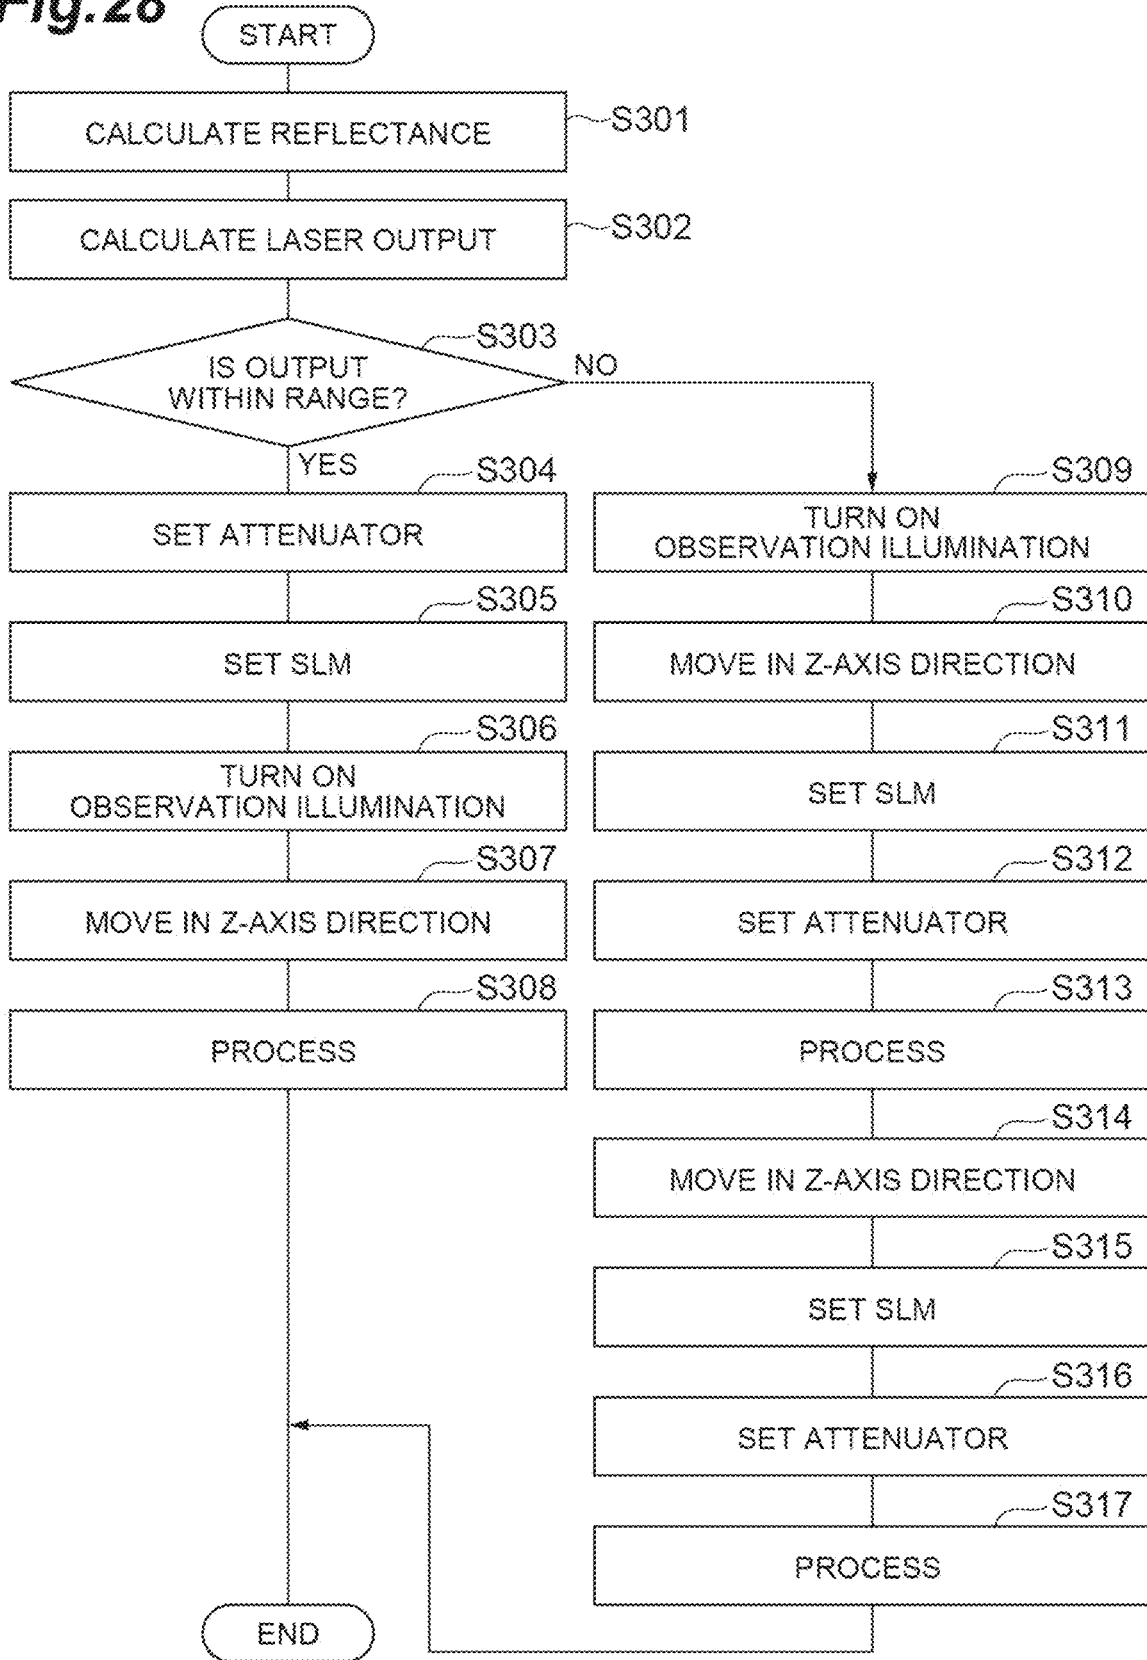 Fig.28
START
CALCULATE REFLECTANCE
S301
CALCULATE LASER OUTPUT
S302
S303
IS OUTPUT
WITHIN RANGE?
NO
YES
S304
SET ATTENUATOR
S305
SET SLM
S306
TURN ON
OBSERVATION ILLUMINATION
S307
MOVE IN Z-AXIS DIRECTION
S308
PROCESS
S309
TURN ON
OBSERVATION ILLUMINATION
S310
MOVE IN Z-AXIS DIRECTION
S311
SET SLM
S312
SET ATTENUATOR
S313
PROCESS
S314
MOVE IN Z-AXIS DIRECTION
S315
SET SLM
S316
SET ATTENUATOR
S317
PROCESS
END